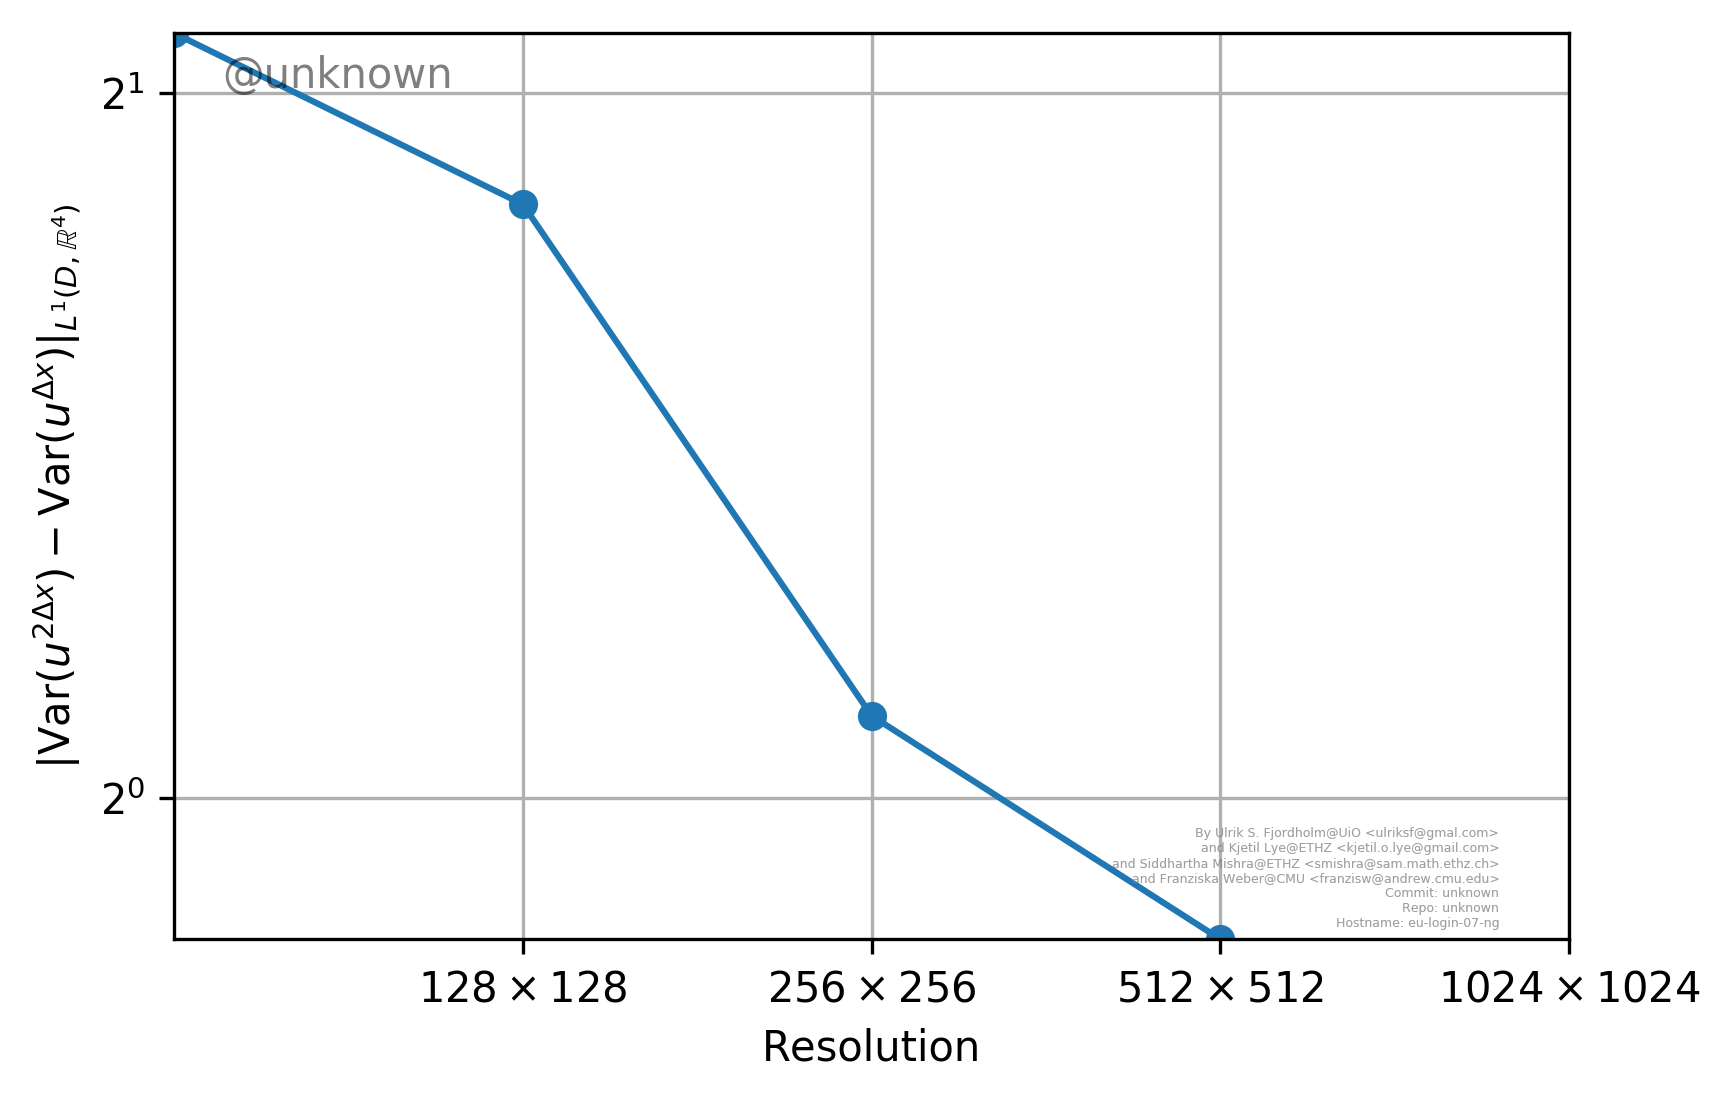 @unknown
2¹
|Var(u^{2Δx}) − Var(u^{Δx})|_{L¹(D, ℝ⁴)}
2⁰
By Ulrik S. Fjordholm@UiO <ulriksf@gmal.com>
and Kjetil Lye@ETHZ <kjetil.o.lye@gmail.com>
and Siddhartha Mishra@ETHZ <smishra@sam.math.ethz.ch>
and Franziska Weber@CMU <franzisw@andrew.cmu.edu>
Commit: unknown
Repo: unknown
Hostname: eu-login-07-ng
128 × 128 256 × 256 512 × 512 1024 × 1024
Resolution